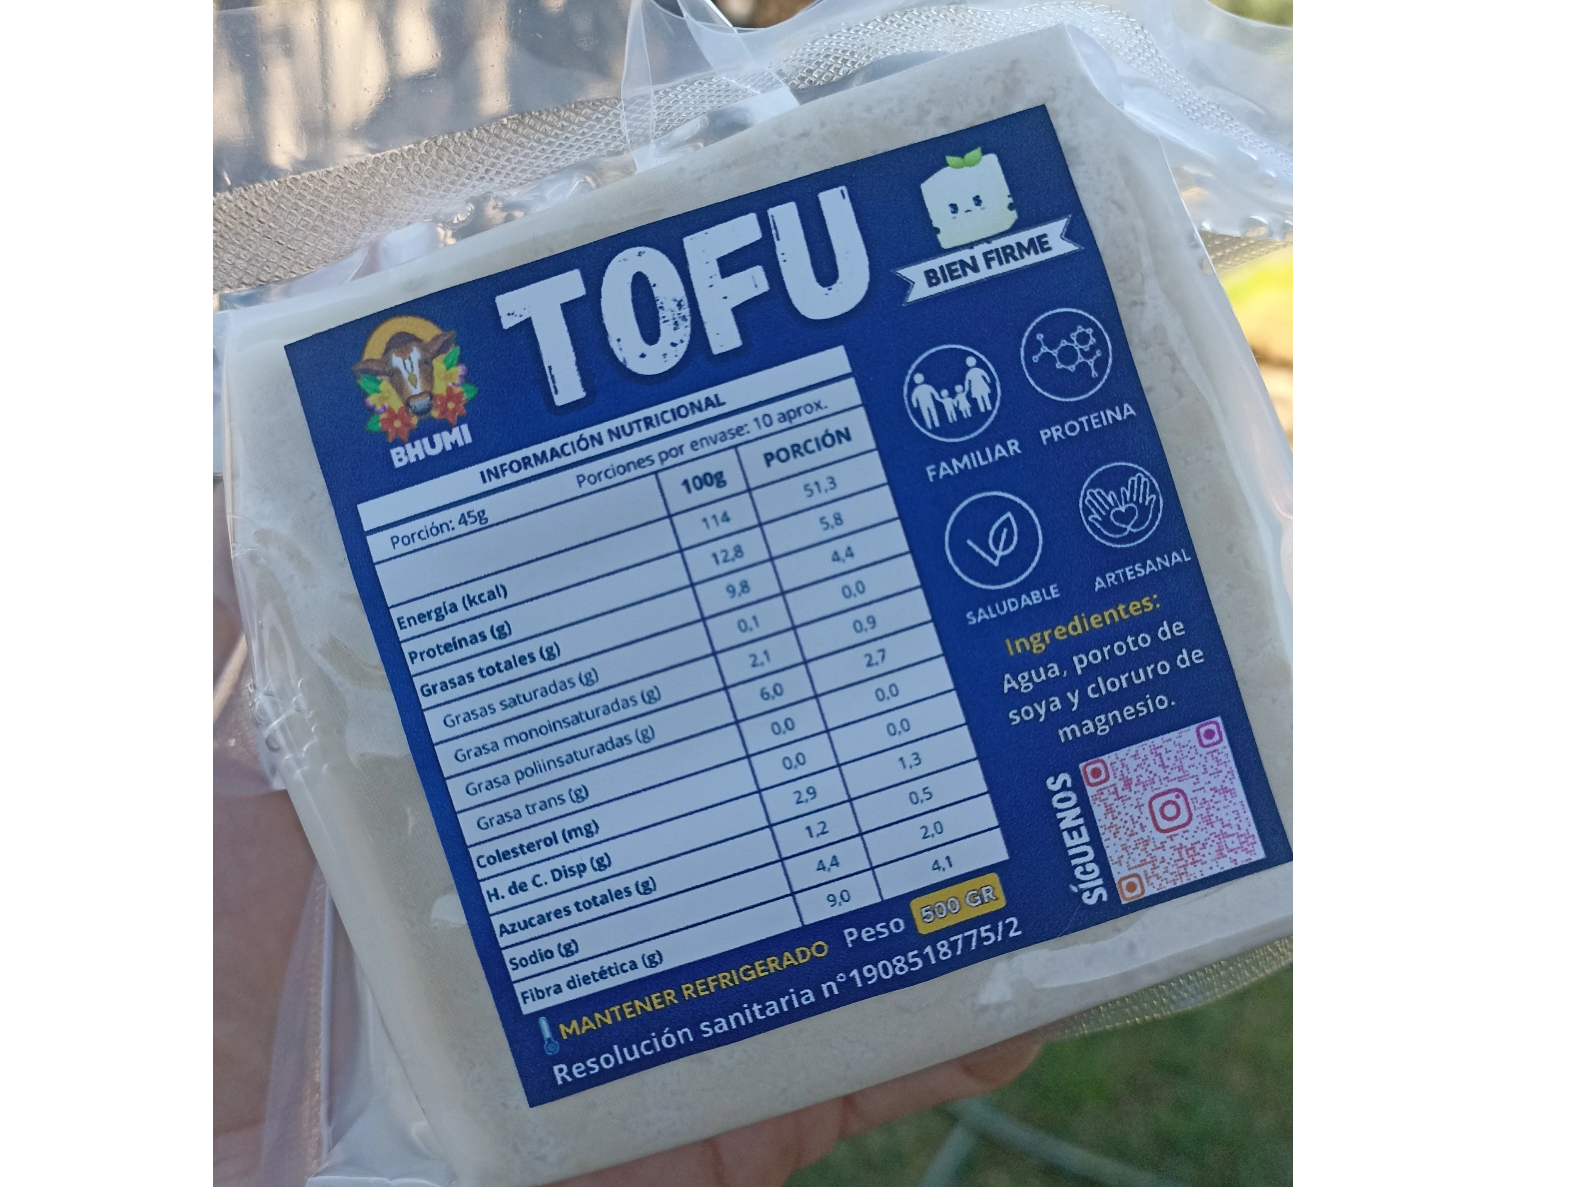 TOFU
BIEN FIRME
BHUMI
INFORMACIÓN NUTRICIONAL
Porción: 45g Porciones por envase: 10 aprox.
100g PORCIÓN
Energía (kcal) 114 51,3
Proteínas (g) 12,8 5,8
Grasas totales (g) 9,8 4,4
Grasas saturadas (g) 0,1 0,0
Grasa monoinsaturadas (g) 2,1 0,9
Grasa poliinsaturadas (g) 6,0 2,7
Grasa trans (g) 0,0 0,0
Colesterol (mg) 0,0 0,0
H. de C. Disp (g) 2,9 1,3
Azucares totales (g) 1,2 0,5
Sodio (g) 4,4 2,0
Fibra dietética (g) 9,0 4,1
MANTENER REFRIGERADO Peso 500 GR
Resolución sanitaria n°1908518775/2
FAMILIAR PROTEINA
SALUDABLE ARTESANAL
Ingredientes:
Agua, poroto de
soya y cloruro de
magnesio.
SÍGUENOS